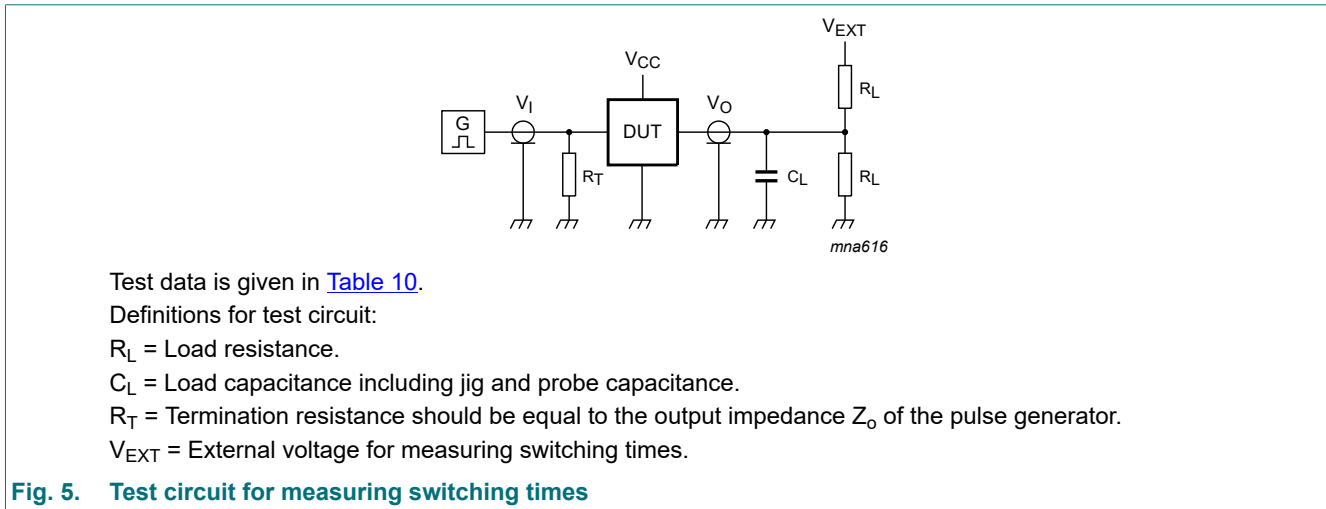 VEXT
VCC
RL
VI
VO
G
DUT
RT
CL
RL
mna616
Test data is given in Table 10.
Definitions for test circuit:
RL = Load resistance.
CL = Load capacitance including jig and probe capacitance.
RT = Termination resistance should be equal to the output impedance Zo of the pulse generator.
VEXT = External voltage for measuring switching times.
Fig. 5. Test circuit for measuring switching times